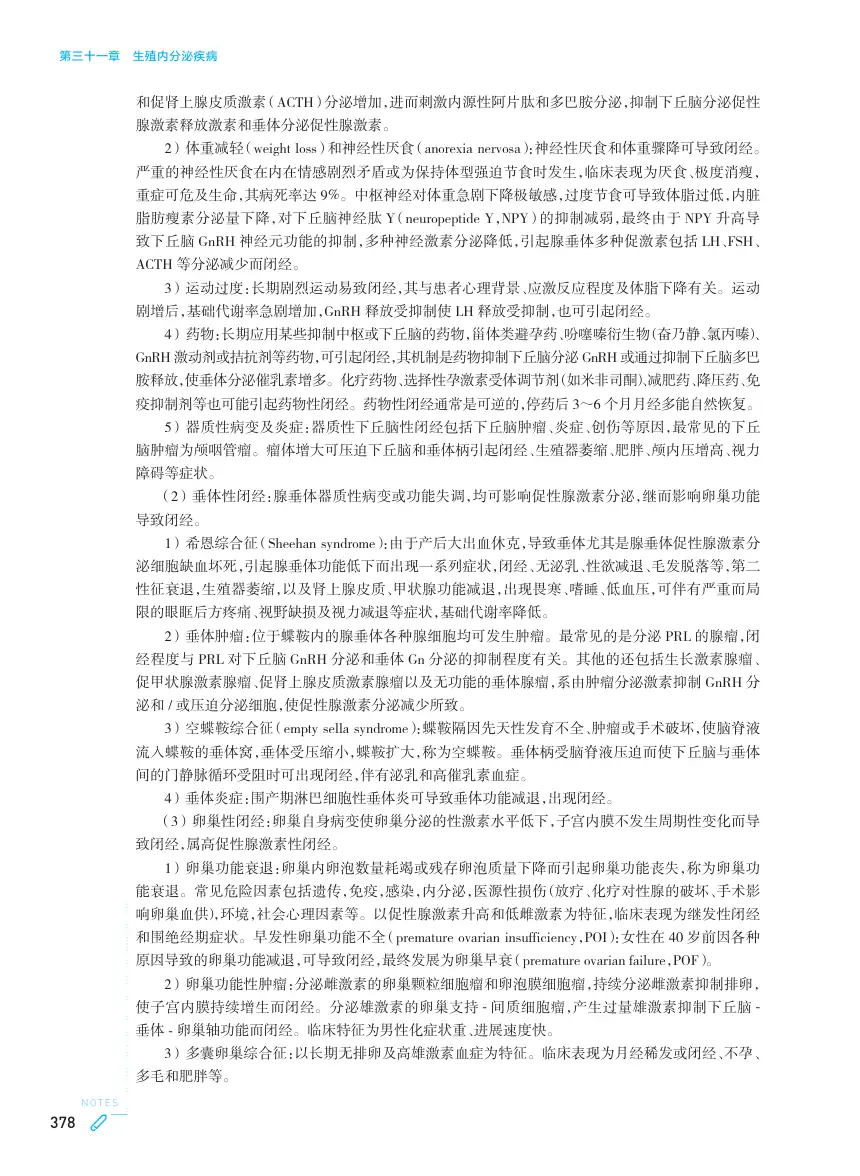 第三十一章 生殖内分泌疾病
和促肾上腺皮质激素（ACTH）分泌增加，进而刺激内源性阿片肽和多巴胺分泌，抑制下丘脑分泌促性
腺激素释放激素和垂体分泌促性腺激素。
2）体重减轻（weight loss）和神经性厌食（anorexia nervosa）：神经性厌食和体重骤降可导致闭经。
严重的神经性厌食在内在情感剧烈矛盾或为保持体型强迫节食时发生，临床表现为厌食、极度消瘦，
重症可危及生命，其病死率达 9%。中枢神经对体重急剧下降极敏感，过度节食可导致体脂过低，内脏
脂肪瘦素分泌量下降，对下丘脑神经肽 Y（neuropeptide Y，NPY）的抑制减弱，最终由于 NPY 升高导
致下丘脑 GnRH 神经元功能的抑制，多种神经激素分泌降低，引起腺垂体多种促激素包括 LH、FSH、
ACTH 等分泌减少而闭经。
3）运动过度：长期剧烈运动易致闭经，其与患者心理背景、应激反应程度及体脂下降有关。运动
剧增后，基础代谢率急剧增加，GnRH 释放受抑制使 LH 释放受抑制，也可引起闭经。
4）药物：长期应用某些抑制中枢或下丘脑的药物，甾体类避孕药、吩噻嗪衍生物（奋乃静、氯丙嗪）、
GnRH 激动剂或拮抗剂等药物，可引起闭经，其机制是药物抑制下丘脑分泌 GnRH 或通过抑制下丘脑多巴
胺释放，使垂体分泌催乳素增多。化疗药物、选择性孕激素受体调节剂（如米非司酮）、减肥药、降压药、免
疫抑制剂等也可能引起药物性闭经。药物性闭经通常是可逆的，停药后 3～6 个月月经多能自然恢复。
5）器质性病变及炎症：器质性下丘脑性闭经包括下丘脑肿瘤、炎症、创伤等原因，最常见的下丘
脑肿瘤为颅咽管瘤。瘤体增大可压迫下丘脑和垂体柄引起闭经、生殖器萎缩、肥胖、颅内压增高、视力
障碍等症状。
（2）垂体性闭经：腺垂体器质性病变或功能失调，均可影响促性腺激素分泌，继而影响卵巢功能
导致闭经。
1）希恩综合征（Sheehan syndrome）：由于产后大出血休克，导致垂体尤其是腺垂体促性腺激素分
泌细胞缺血坏死，引起腺垂体功能低下而出现一系列症状，闭经、无泌乳、性欲减退、毛发脱落等，第二
性征衰退，生殖器萎缩，以及肾上腺皮质、甲状腺功能减退，出现畏寒、嗜睡、低血压，可伴有严重而局
限的眼眶后方疼痛、视野缺损及视力减退等症状，基础代谢率降低。
2）垂体肿瘤：位于蝶鞍内的腺垂体各种腺细胞均可发生肿瘤。最常见的是分泌 PRL 的腺瘤，闭
经程度与 PRL 对下丘脑 GnRH 分泌和垂体 Gn 分泌的抑制程度有关。其他的还包括生长激素腺瘤、
促甲状腺激素腺瘤、促肾上腺皮质激素腺瘤以及无功能的垂体腺瘤，系由肿瘤分泌激素抑制 GnRH 分
泌和 / 或压迫分泌细胞，使促性腺激素分泌减少所致。
3）空蝶鞍综合征（empty sella syndrome）：蝶鞍隔因先天性发育不全、肿瘤或手术破坏，使脑脊液
流入蝶鞍的垂体窝，垂体受压缩小，蝶鞍扩大，称为空蝶鞍。垂体柄受脑脊液压迫而使下丘脑与垂体
间的门静脉循环受阻时可出现闭经，伴有泌乳和高催乳素血症。
4）垂体炎症：围产期淋巴细胞性垂体炎可导致垂体功能减退，出现闭经。
（3）卵巢性闭经：卵巢自身病变使卵巢分泌的性激素水平低下，子宫内膜不发生周期性变化而导
致闭经，属高促性腺激素性闭经。
1）卵巢功能衰退：卵巢内卵泡数量耗竭或残存卵泡质量下降而引起卵巢功能丧失，称为卵巢功
能衰退。常见危险因素包括遗传，免疫，感染，内分泌，医源性损伤（放疗、化疗对性腺的破坏、手术影
响卵巢血供），环境，社会心理因素等。以促性腺激素升高和低雌激素为特征，临床表现为继发性闭经
和围绝经期症状。早发性卵巢功能不全（premature ovarian insufficiency，POI）：女性在 40 岁前因各种
原因导致的卵巢功能减退，可导致闭经，最终发展为卵巢早衰（premature ovarian failure，POF）。
2）卵巢功能性肿瘤：分泌雌激素的卵巢颗粒细胞瘤和卵泡膜细胞瘤，持续分泌雌激素抑制排卵，
使子宫内膜持续增生而闭经。分泌雄激素的卵巢支持 - 间质细胞瘤，产生过量雄激素抑制下丘脑 -
垂体 - 卵巢轴功能而闭经。临床特征为男性化症状重、进展速度快。
3）多囊卵巢综合征：以长期无排卵及高雄激素血症为特征。临床表现为月经稀发或闭经、不孕、
多毛和肥胖等。
NOTES
378